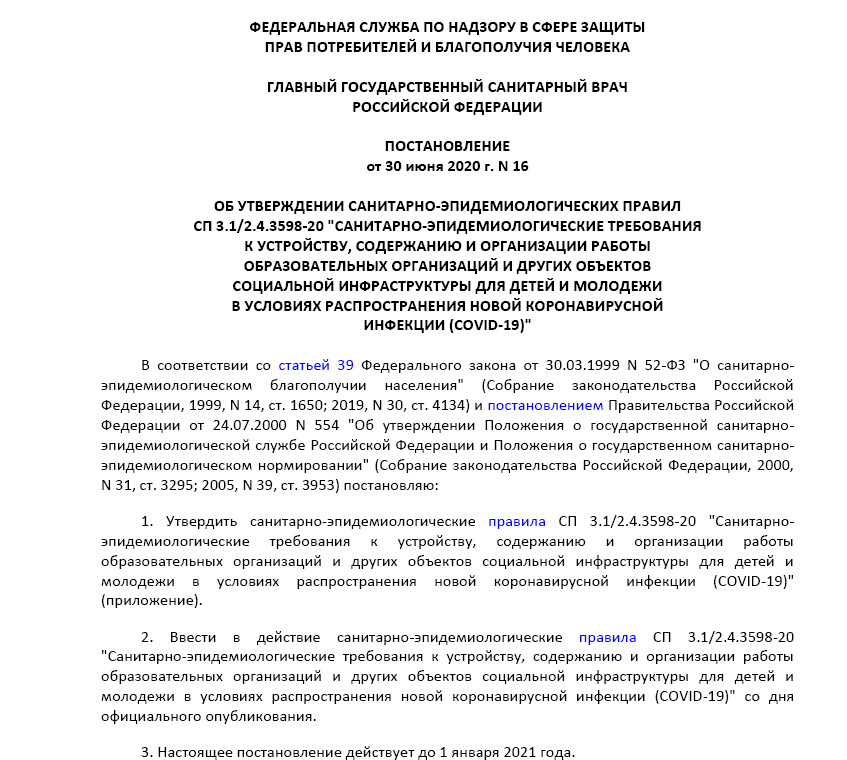 ФЕДЕРАЛЬНАЯ СЛУЖБА ПО НАДЗОРУ В СФЕРЕ ЗАЩИТЫ
ПРАВ ПОТРЕБИТЕЛЕЙ И БЛАГОПОЛУЧИЯ ЧЕЛОВЕКА
ГЛАВНЫЙ ГОСУДАРСТВЕННЫЙ САНИТАРНЫЙ ВРАЧ
РОССИЙСКОЙ ФЕДЕРАЦИИ
ПОСТАНОВЛЕНИЕ
от 30 июня 2020 г. N 16
ОБ УТВЕРЖДЕНИИ САНИТАРНО-ЭПИДЕМИОЛОГИЧЕСКИХ ПРАВИЛ
СП 3.1/2.4.3598-20 "САНИТАРНО-ЭПИДЕМИОЛОГИЧЕСКИЕ ТРЕБОВАНИЯ
К УСТРОЙСТВУ, СОДЕРЖАНИЮ И ОРГАНИЗАЦИИ РАБОТЫ
ОБРАЗОВАТЕЛЬНЫХ ОРГАНИЗАЦИЙ И ДРУГИХ ОБЪЕКТОВ
СОЦИАЛЬНОЙ ИНФРАСТРУКТУРЫ ДЛЯ ДЕТЕЙ И МОЛОДЕЖИ
В УСЛОВИЯХ РАСПРОСТРАНЕНИЯ НОВОЙ КОРОНАВИРУСНОЙ
ИНФЕКЦИИ (COVID-19)"
В соответствии со статьей 39 Федерального закона от 30.03.1999 N 52-ФЗ "О санитарно-
эпидемиологическом благополучии населения" (Собрание законодательства Российской
Федерации, 1999, N 14, ст. 1650; 2019, N 30, ст. 4134) и постановлением Правительства Российской
Федерации от 24.07.2000 N 554 "Об утверждении Положения о государственной санитарно-
эпидемиологической службе Российской Федерации и Положения о государственном санитарно-
эпидемиологическом нормировании" (Собрание законодательства Российской Федерации, 2000,
N 31, ст. 3295; 2005, N 39, ст. 3953) постановляю:
1. Утвердить санитарно-эпидемиологические правила СП 3.1/2.4.3598-20 "Санитарно-
эпидемиологические требования к устройству, содержанию и организации работы
образовательных организаций и других объектов социальной инфраструктуры для детей и
молодежи в условиях распространения новой коронавирусной инфекции (COVID-19)"
(приложение).
2. Ввести в действие санитарно-эпидемиологические правила СП 3.1/2.4.3598-20
"Санитарно-эпидемиологические требования к устройству, содержанию и организации работы
образовательных организаций и других объектов социальной инфраструктуры для детей и
молодежи в условиях распространения новой коронавирусной инфекции (COVID-19)" со дня
официального опубликования.
3. Настоящее постановление действует до 1 января 2021 года.